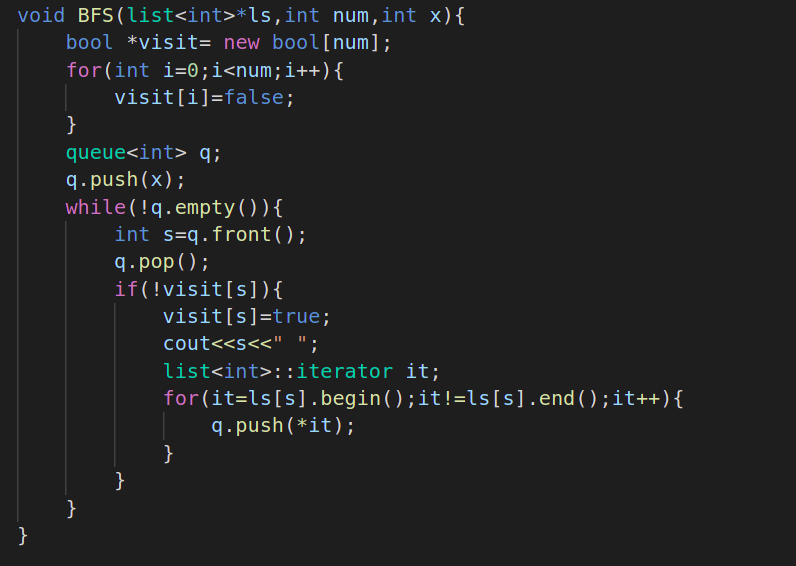 void BFS(list<int>*ls,int num,int x){
    bool *visit= new bool[num];
    for(int i=0;i<num;i++){
        visit[i]=false;
    }
    queue<int> q;
    q.push(x);
    while(!q.empty()){
        int s=q.front();
        q.pop();
        if(!visit[s]){
            visit[s]=true;
            cout<<s<<" ";
            list<int>::iterator it;
            for(it=ls[s].begin();it!=ls[s].end();it++){
                q.push(*it);
            }
        }
    }
}